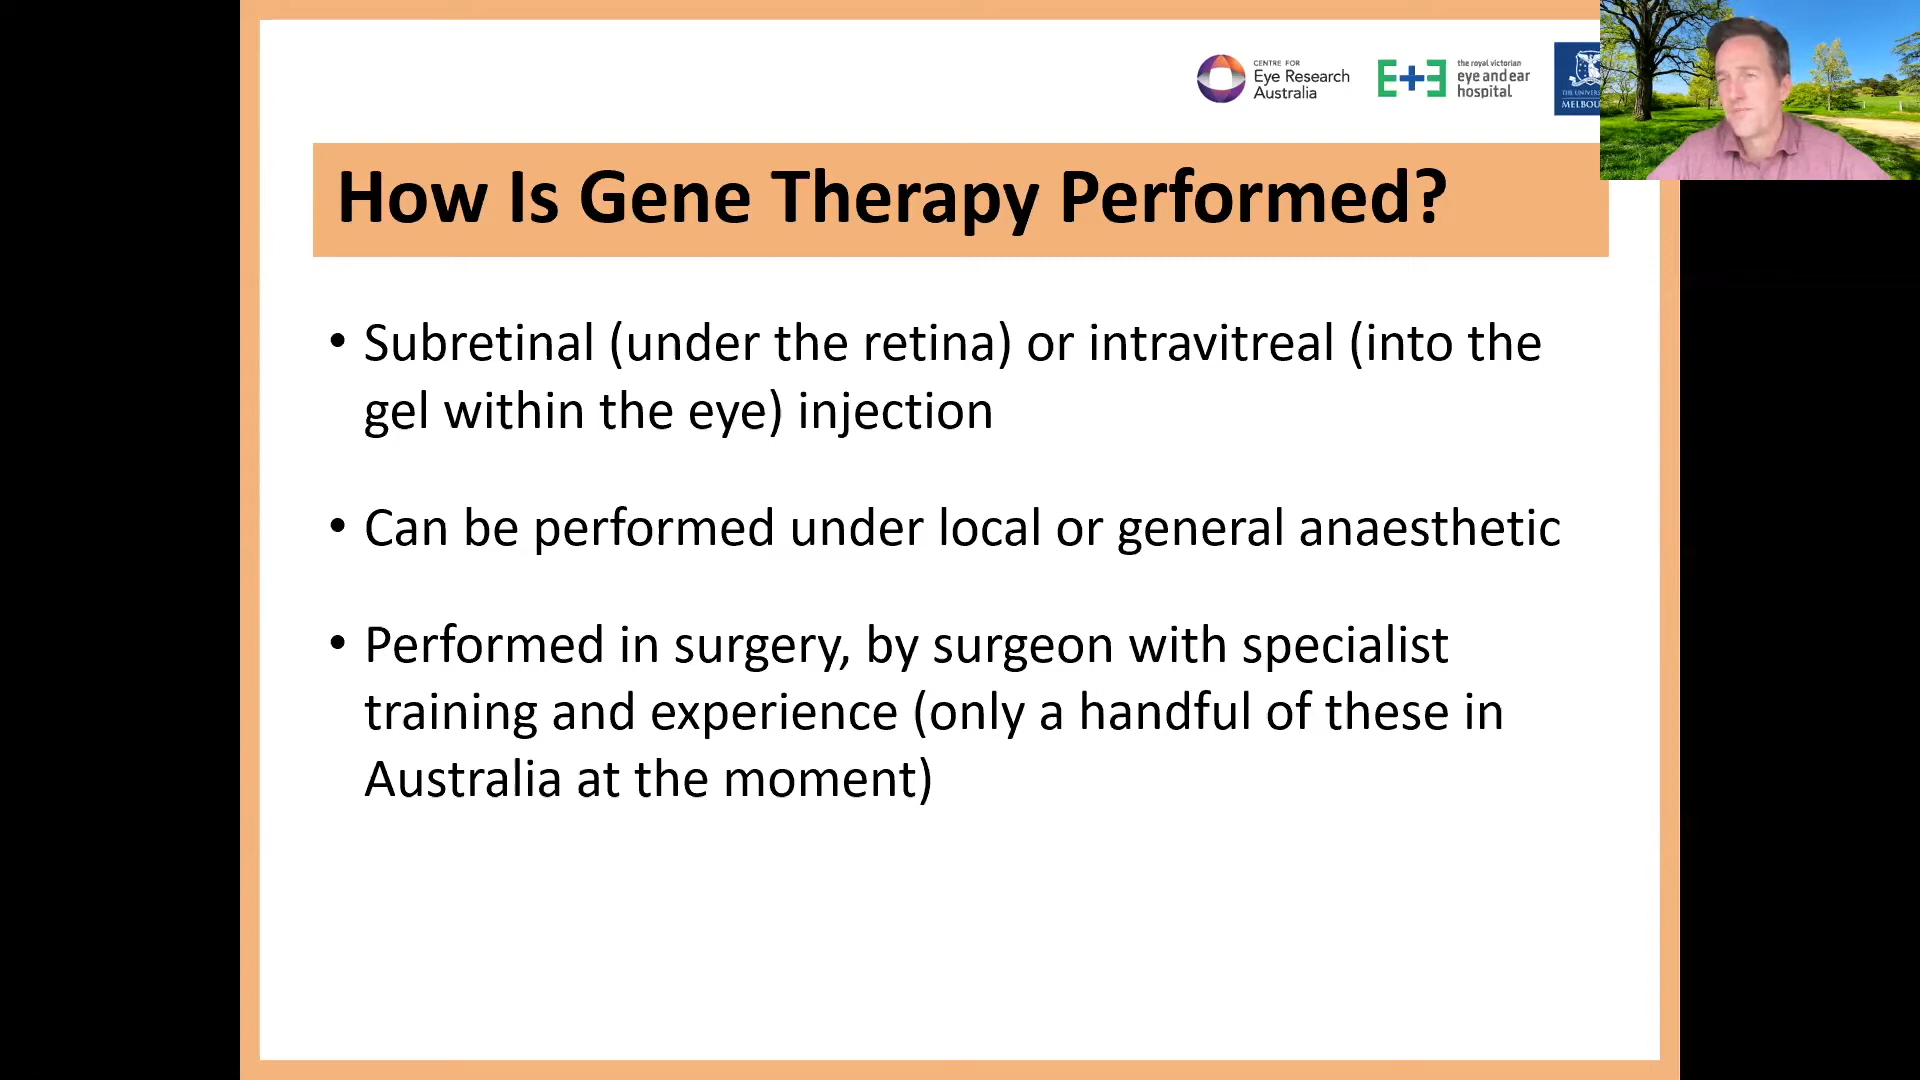 CENTRE FOR
Eye Research
Australia
E+E
the royal victorian
eye and ear
hospital
How Is Gene Therapy Performed?
• Subretinal (under the retina) or intravitreal (into the
gel within the eye) injection
• Can be performed under local or general anaesthetic
• Performed in surgery, by surgeon with specialist
training and experience (only a handful of these in
Australia at the moment)